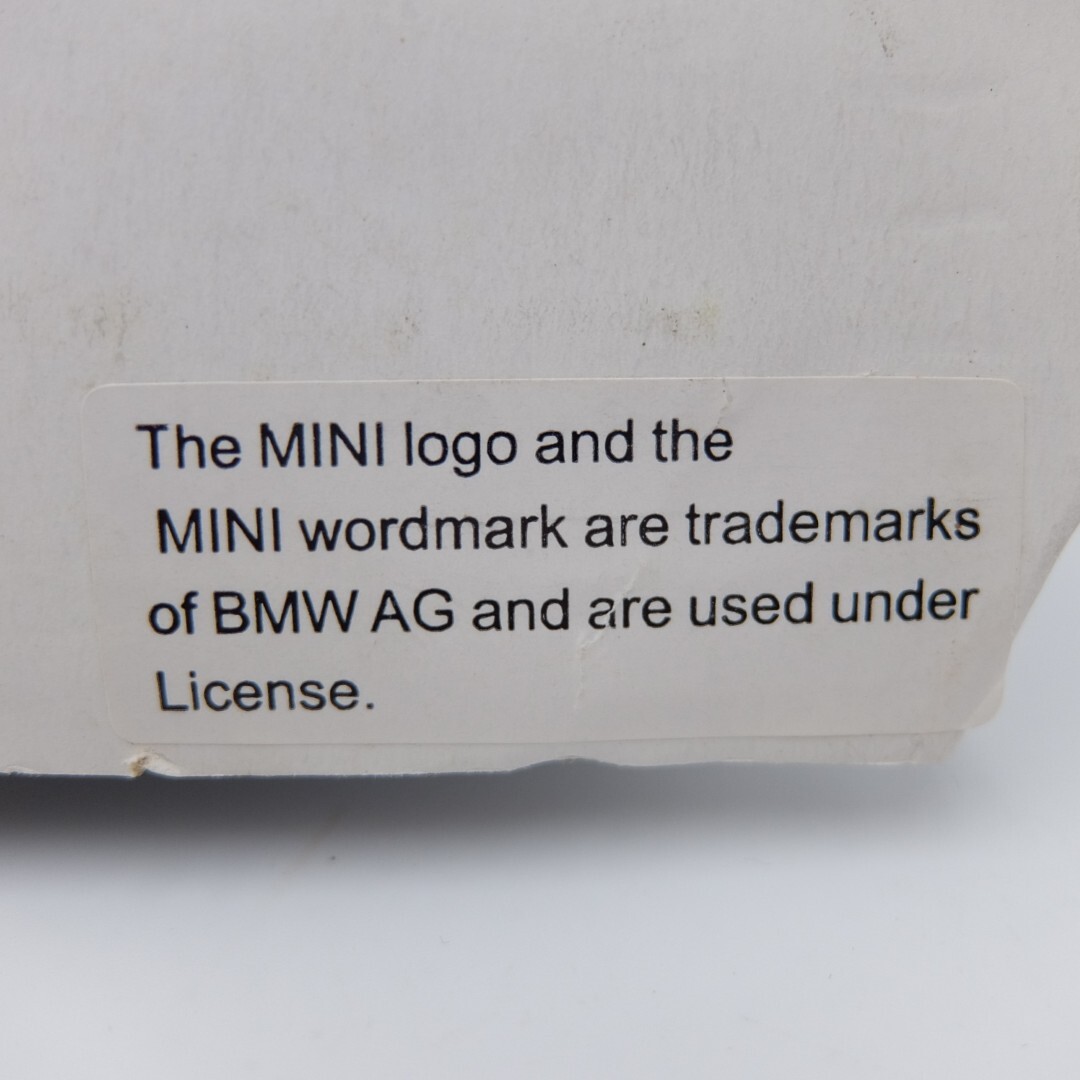 The MINI logo and the
MINI wordmark are trademarks
of BMW AG and are used under
License.